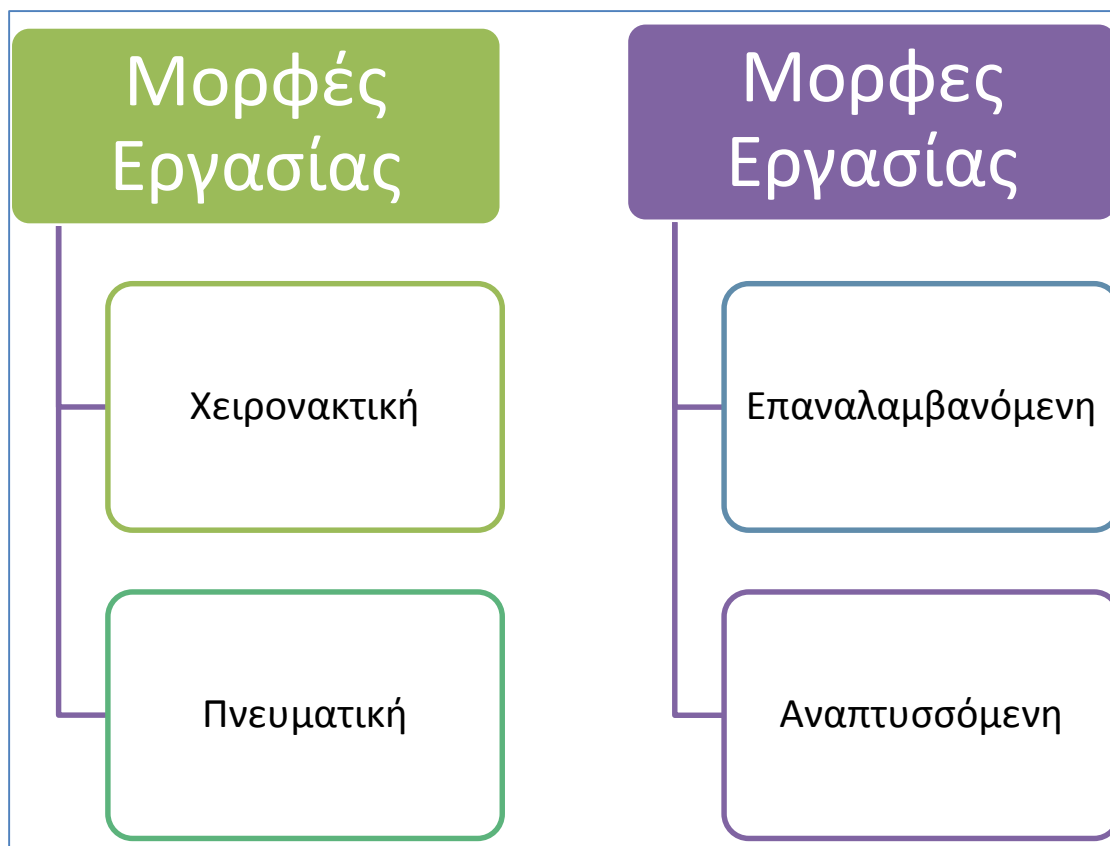 Μορφές
Εργασίας
Χειρονακτική
Πνευματική
Μορφες
Εργασίας
Επαναλαμβανόμενη
Αναπτυσσόμενη